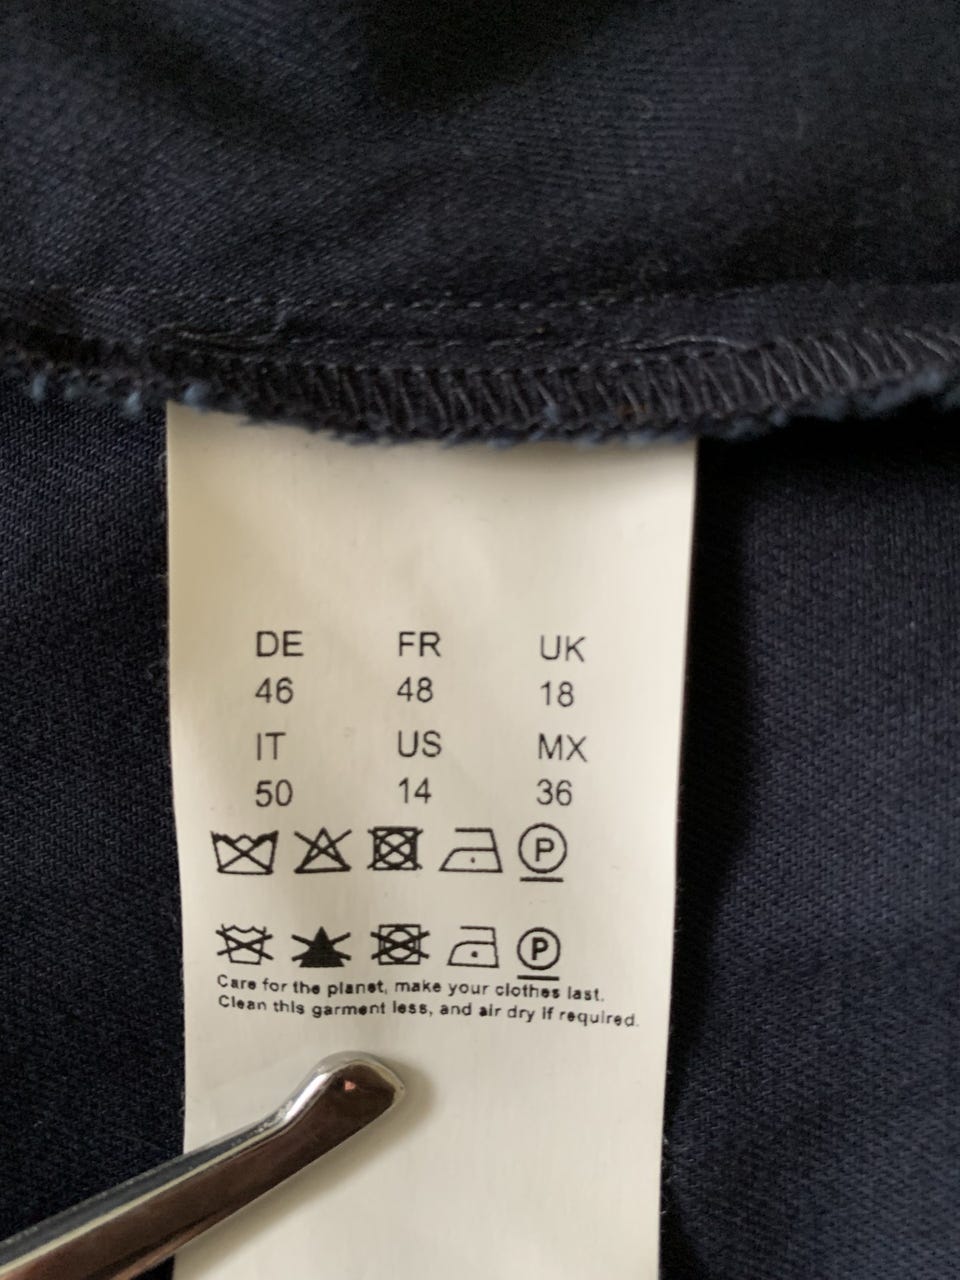 DE FR UK
46 48 18
IT US MX
50 14 36
P
P
Care for the planet, make your clothes last.
Clean this garment less, and air dry if required.